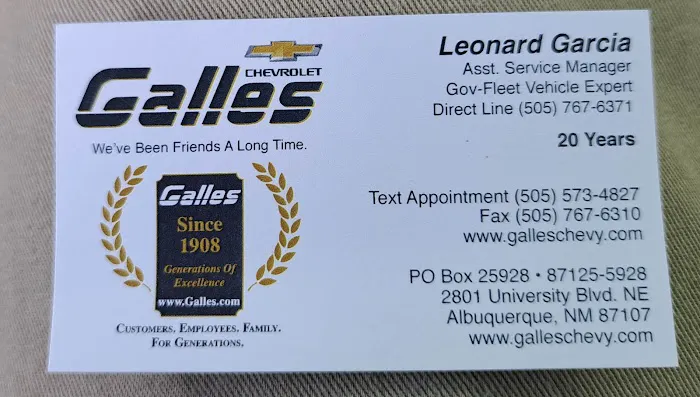 CHEVROLET
Galles
We've Been Friends A Long Time.
Galles
Since
1908
Generations Of
Excellence
www.Galles.com
CUSTOMERS. EMPLOYEES. FAMILY.
FOR GENERATIONS.
Leonard Garcia
Asst. Service Manager
Gov-Fleet Vehicle Expert
Direct Line (505) 767-6371
20 Years
Text Appointment (505) 573-4827
Fax (505) 767-6310
www.galleschevy.com
PO Box 25928 • 87125-5928
2801 University Blvd. NE
Albuquerque, NM 87107
www.galleschevy.com